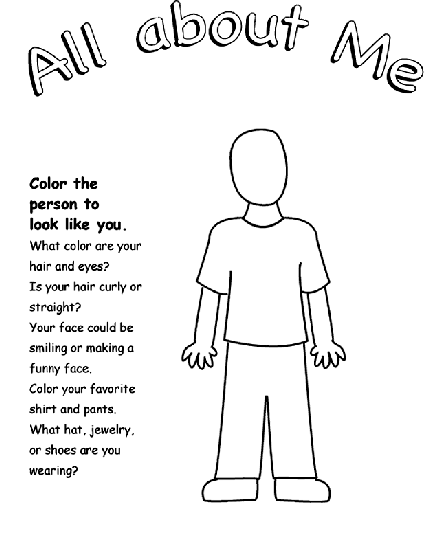 All about Me
Color the
person to
look like you.
What color are your
hair and eyes?
Is your hair curly or
straight?
Your face could be
smiling or making a
funny face.
Color your favorite
shirt and pants.
What hat, jewelry,
or shoes are you
wearing?